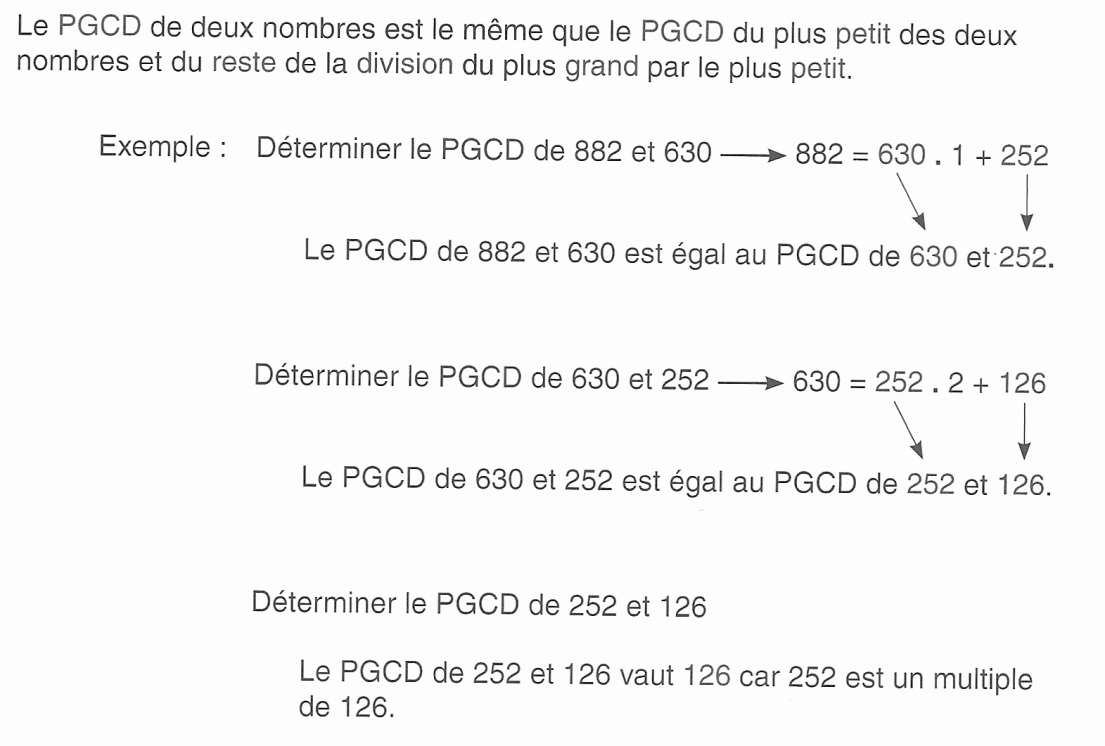 Le PGCD de deux nombres est le même que le PGCD du plus petit des deux
nombres et du reste de la division du plus grand par le plus petit.
Exemple : Déterminer le PGCD de 882 et 630 → 882 = 630 . 1 + 252
Le PGCD de 882 et 630 est égal au PGCD de 630 et 252.
Déterminer le PGCD de 630 et 252 → 630 = 252 . 2 + 126
Le PGCD de 630 et 252 est égal au PGCD de 252 et 126.
Déterminer le PGCD de 252 et 126
Le PGCD de 252 et 126 vaut 126 car 252 est un multiple
de 126.